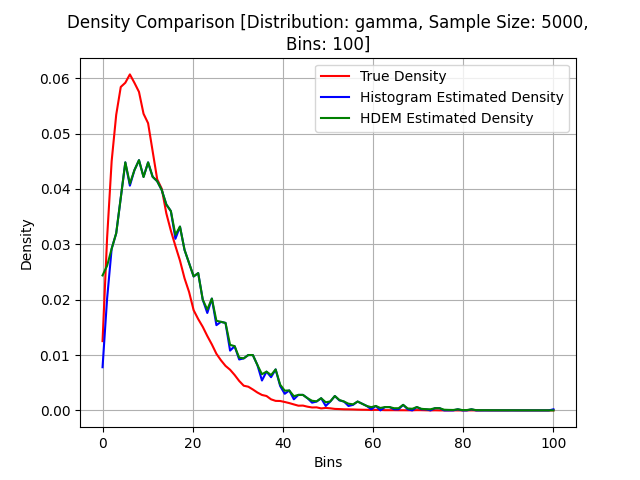 Density Comparison [Distribution: gamma, Sample Size: 5000,
Bins: 100]
True Density
Histogram Estimated Density
HDEM Estimated Density
Density
0.06
0.05
0.04
0.03
0.02
0.01
0.00
0 20 40 60 80 100
Bins